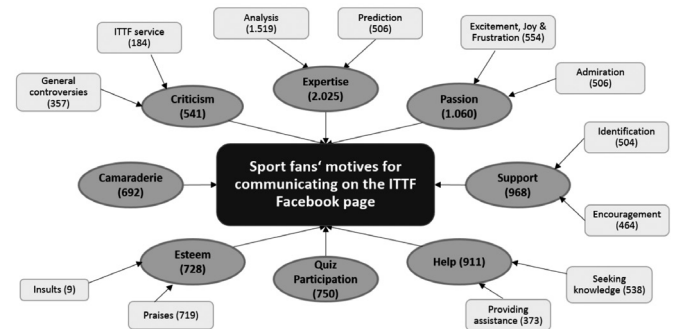 Analysis
(1.519)
Prediction
(506)
Excitement, Joy &
Frustration (554)
ITTF service
(184)
General
controversies
(357)
Criticism
(541)
Expertise
(2.025)
Passion
(1.060)
Admiration
(506)
Identification
(504)
Camaraderie
(692)
Sport fans‘ motives for
communicating on the ITTF
Facebook page
Support
(968)
Encouragement
(464)
Esteem
(728)
Quiz
Participation
(750)
Help (911)
Insults (9)
Praises (719)
Providing
assistance (373)
Seeking
knowledge (538)